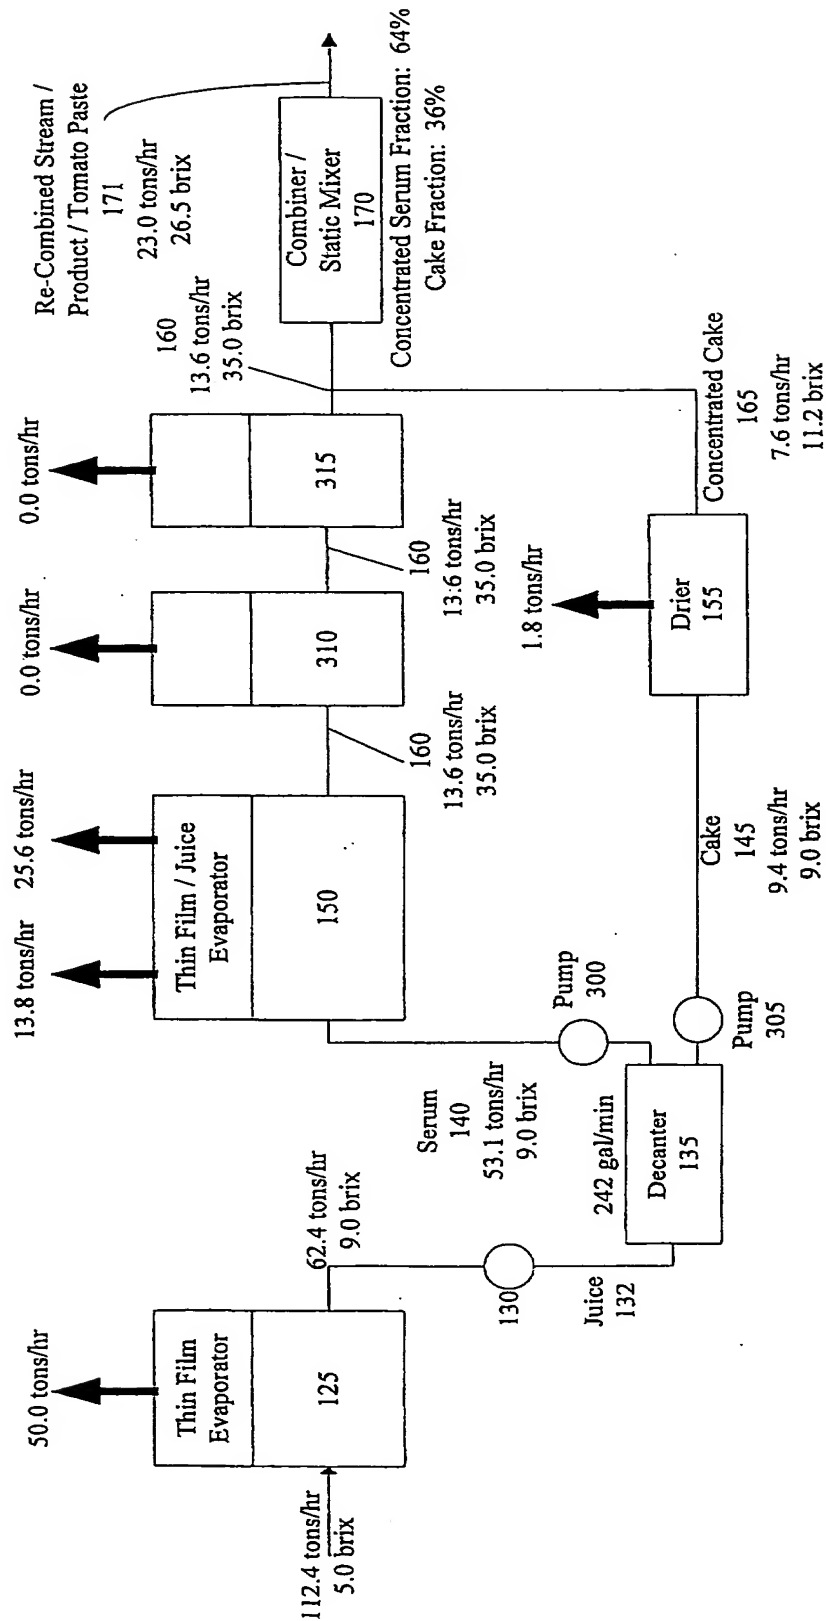 50.0 tons/hr
Thin Film
Evaporator
125
112.4 tons/hr
5.0 brix
62.4 tons/hr
9.0 brix
130
Juice
132
242 gal/min
Decanter
135
Serum
140
53.1 tons/hr
9.0 brix
Pump
300
Pump
305
13.8 tons/hr
25.6 tons/hr
Thin Film / Juice
Evaporator
150
160
13.6 tons/hr
35.0 brix
Cake
145
9.4 tons/hr
9.0 brix
0.0 tons/hr
310
160
13.6 tons/hr
35.0 brix
1.8 tons/hr
Drier
155
0.0 tons/hr
315
160
13.6 tons/hr
35.0 brix
Concentrated Cake
165
7.6 tons/hr
11.2 brix
Combiner /
Static Mixer
170
Concentrated Serum Fraction: 64%
Cake Fraction: 36%
Re-Combined Stream /
Product / Tomato Paste
171
23.0 tons/hr
26.5 brix